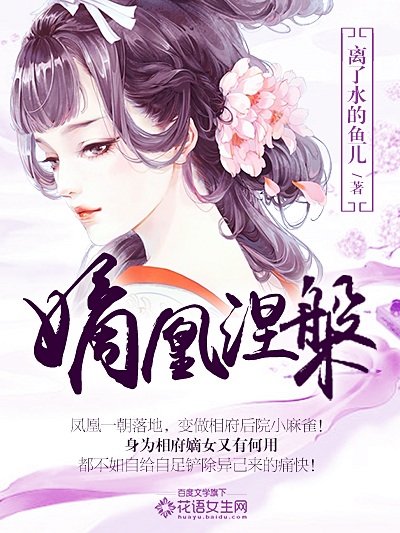 离了水的鱼儿/著
嫡凰涅槃
凤凰一朝落地，变做相府后院小麻雀！
身为相府嫡女又有何用
都不如自给自足铲除异己来的痛快！
百度文学旗下
花语女生网
huayu.baidu.com